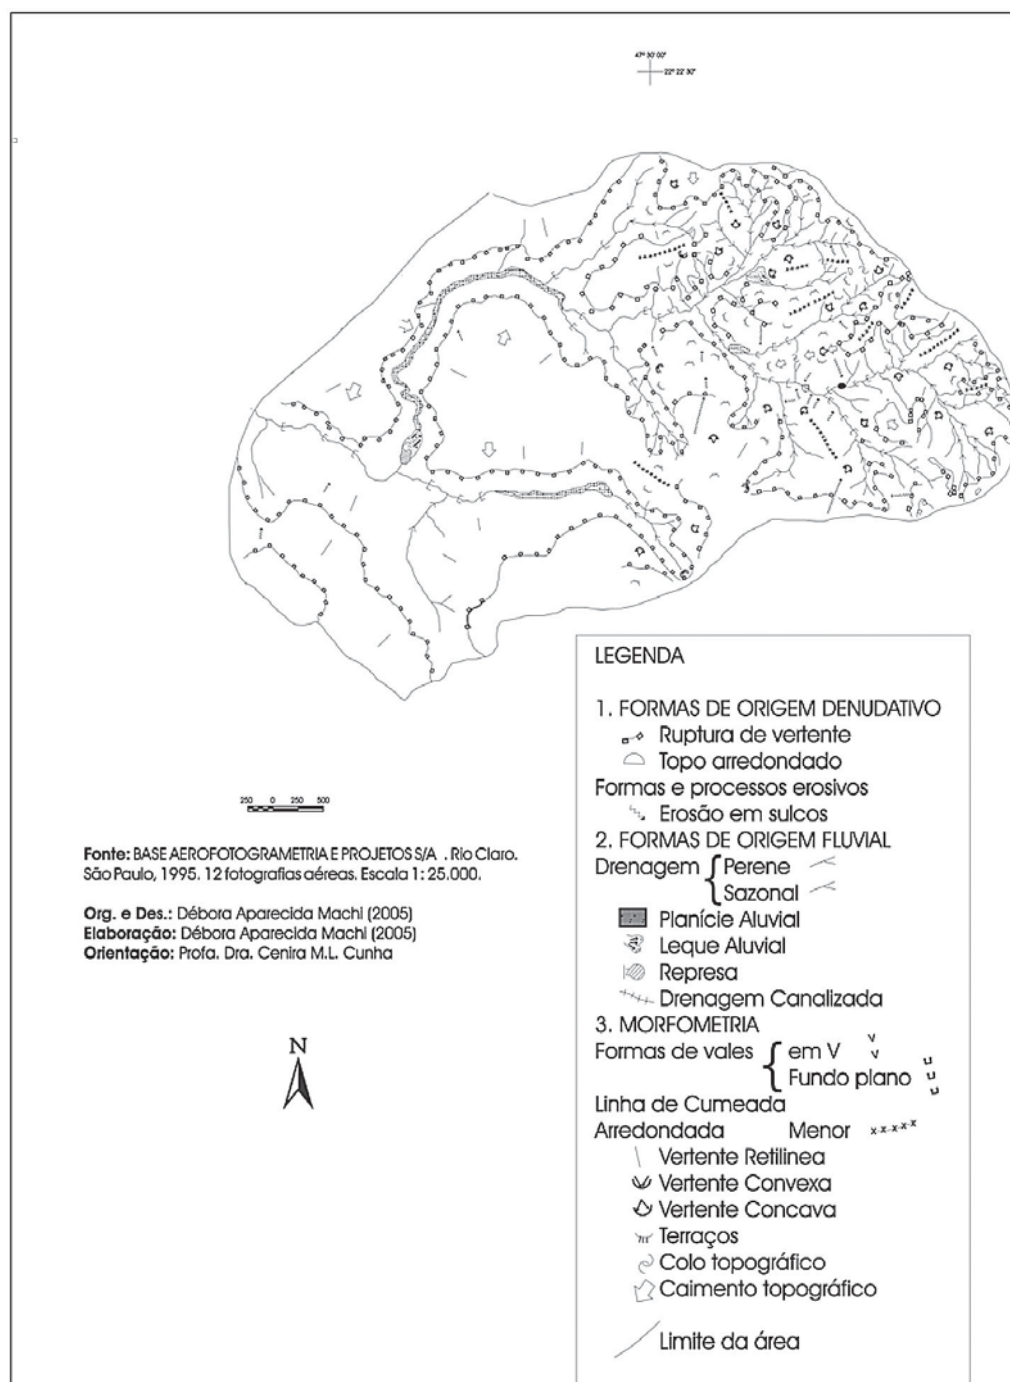 47º 30' 00"
22º 22' 30"
250 0 250 500
Fonte: BASE AEROFOTOGRAMETRIA E PROJETOS S/A . Rio Claro.
São Paulo, 1995. 12 fotografias aéreas. Escala 1: 25.000.
Org. e Des.: Débora Aparecida Machi (2005)
Elaboração: Débora Aparecida Machi (2005)
Orientação: Profa. Dra. Cenira M.L. Cunha
N
LEGENDA
1. FORMAS DE ORIGEM DENUDATIVO
Ruptura de vertente
Topo arredondado
Formas e processos erosivos
Erosão em sulcos
2. FORMAS DE ORIGEM FLUVIAL
Drenagem { Perene
Sazonal
Planície Aluvial
Leque Aluvial
Represa
Drenagem Canalizada
3. MORFOMETRIA
Formas de vales { em V
Fundo plano
Linha de Cumeada
Arredondada Menor x-x-x-x-x
Vertente Retilinea
Vertente Convexa
Vertente Concava
Terraços
Colo topográfico
Caimento topográfico
Limite da área